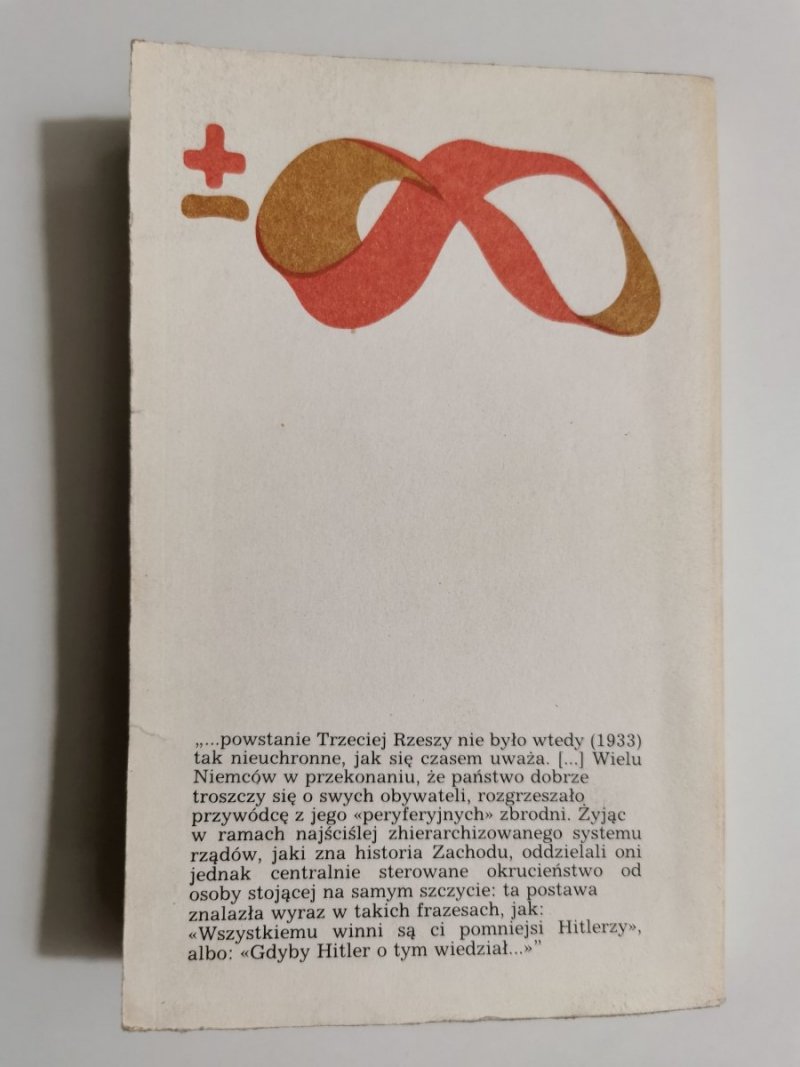 ±
„...powstanie Trzeciej Rzeszy nie było wtedy (1933)
tak nieuchronne, jak się czasem uważa. [...] Wielu
Niemców w przekonaniu, że państwo dobrze
troszczy się o swych obywateli, rozgrzeszało
przywódcę z jego «peryferyjnych» zbrodni. Żyjąc
w ramach najściślej zhierarchizowanego systemu
rządów, jaki zna historia Zachodu, oddzielali oni
jednak centralnie sterowane okrucieństwo od
osoby stojącej na samym szczycie: ta postawa
znalazła wyraz w takich frazesach, jak:
«Wszystkiemu winni są ci pomniejsi Hitlerzy»,
albo: «Gdyby Hitler o tym wiedział...»”